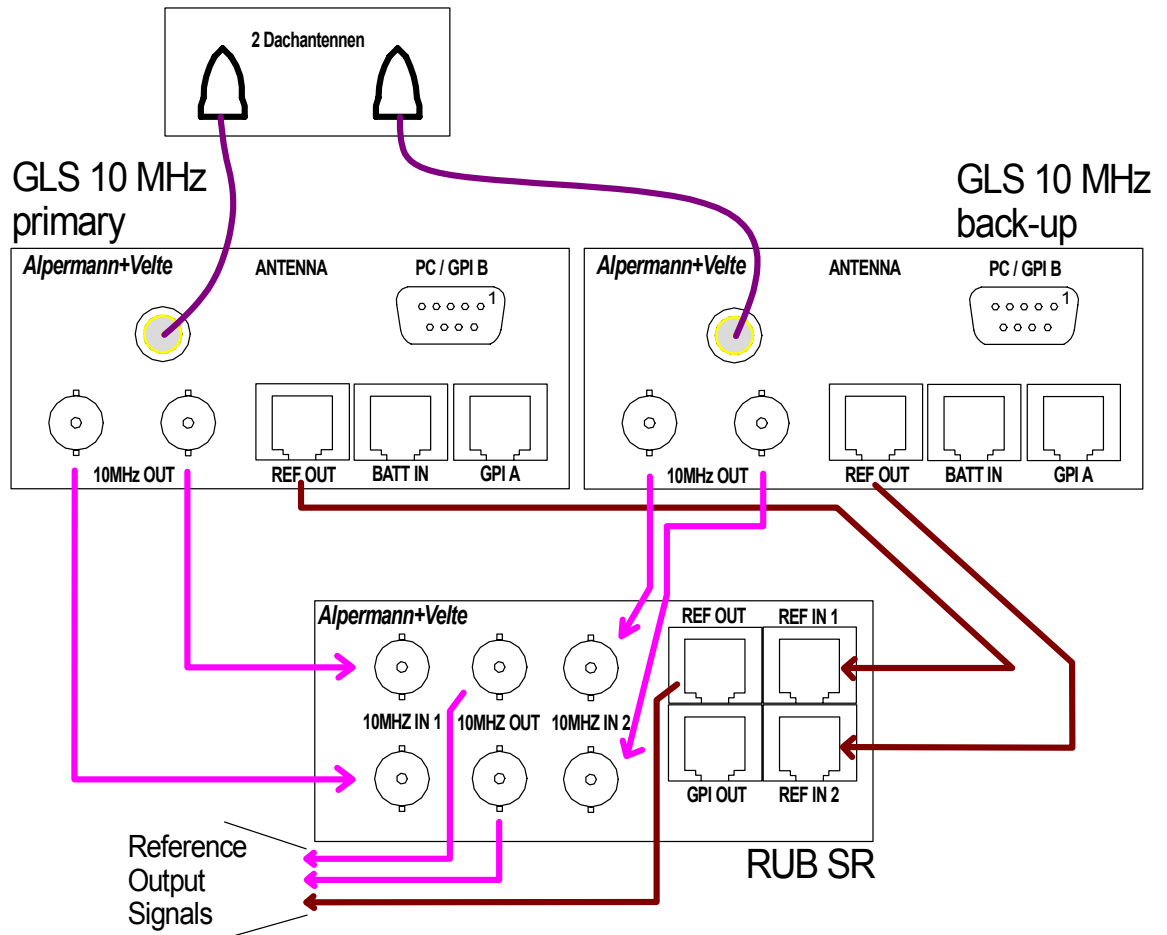 2 Dachantennen
GLS 10 MHz
primary
GLS 10 MHz
back-up
Alpermann+Velte
ANTENNA
PC / GPI B
1
10MHz OUT
REF OUT
BATT IN
GPI A
Alpermann+Velte
ANTENNA
PC / GPI B
1
10MHz OUT
REF OUT
BATT IN
GPI A
Alpermann+Velte
REF OUT
REF IN 1
10MHZ IN 1
10MHZ OUT
10MHZ IN 2
GPI OUT
REF IN 2
RUB SR
Reference
Output
Signals